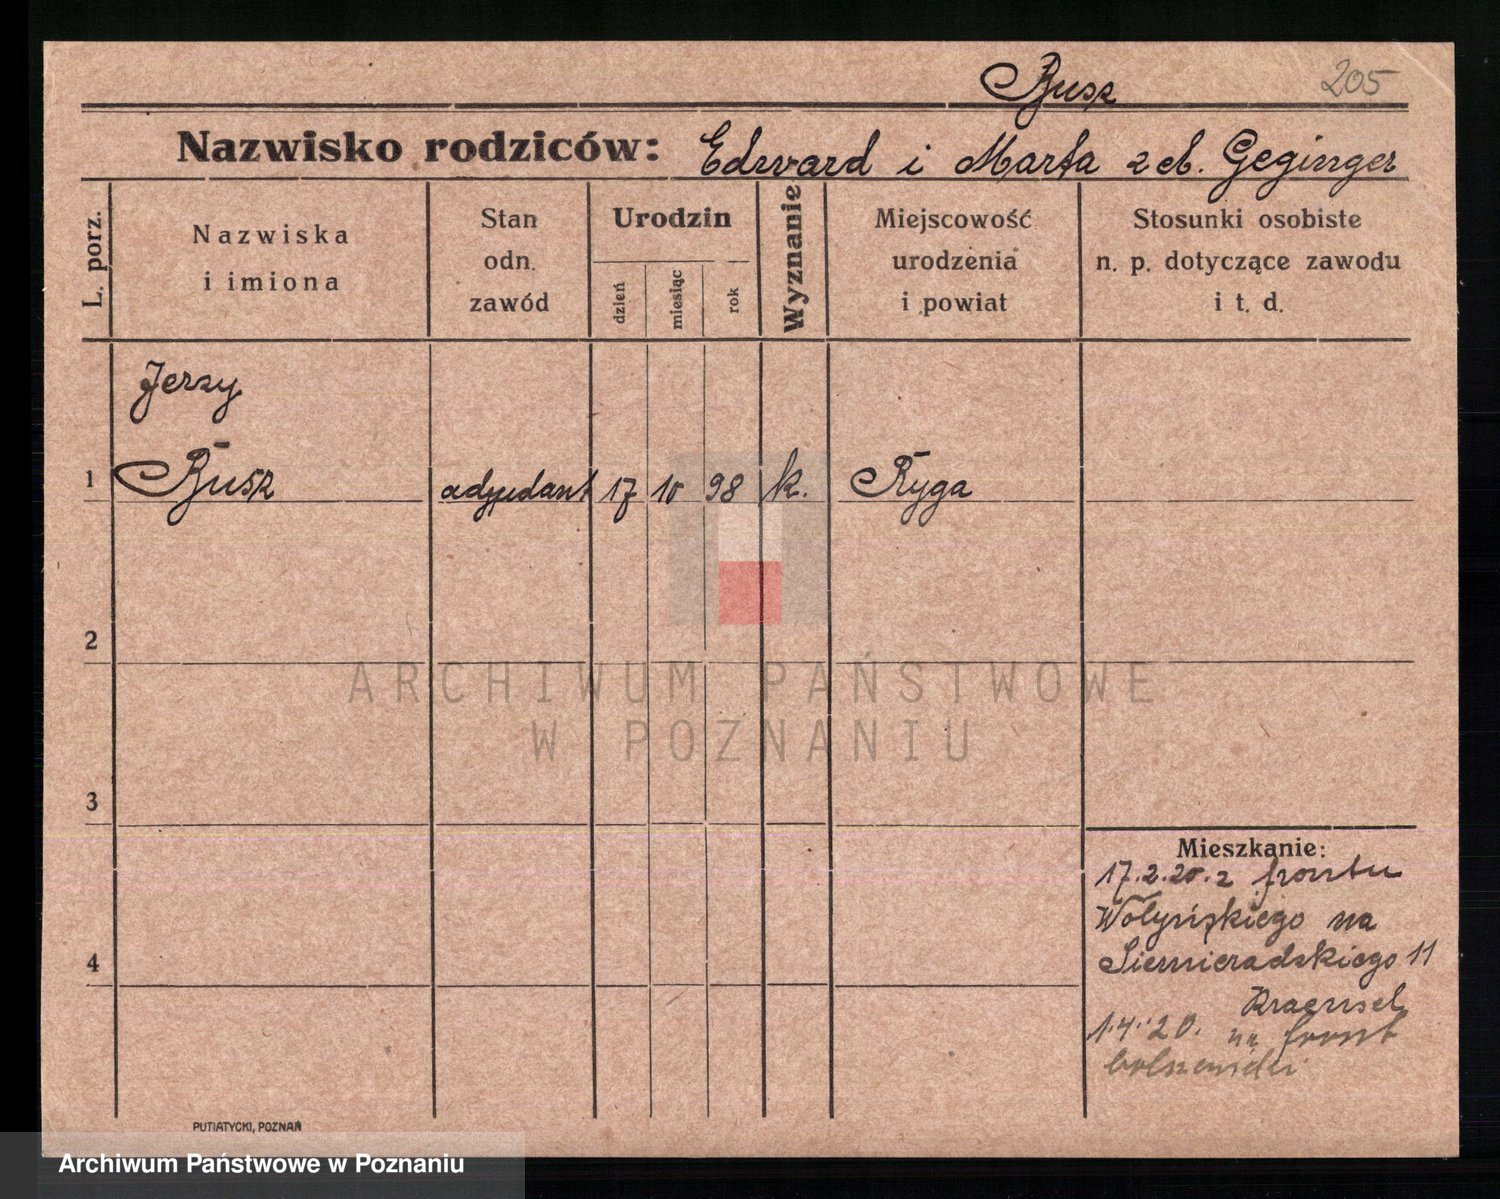 Busz 205
Nazwisko rodziców: Edward i Marta z d. Geginger
L. porz.
Nazwiska
i imiona
Stan
odn.
zawód
Urodzin
dzień
miesiąc
rok
Wyznanie
Miejscowość
urodzenia
i powiat
Stosunki osobiste
n. p. dotyczące zawodu
i t. d.
Jerzy
1 Busz adjudant 17 10 98 k. Ryga
2
ARCHIWUM PAŃSTWOWE
W POZNANIU
3
Mieszkanie:
17.2.20. z frontu
Wołyńskiego na
4
Siemieradzkiego 11
1.4.20. na front
PUTIATYCKI, POZNAŃ
Archiwum Państwowe w Poznaniu